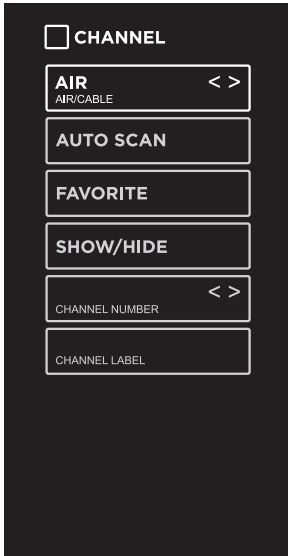 CHANNEL
AIR < >
AIR/CABLE
AUTO SCAN
FAVORITE
SHOW/HIDE
< >
CHANNEL NUMBER
CHANNEL LABEL